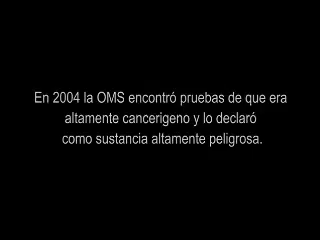 En 2004 la OMS encontró pruebas de que era
altamente cancerigeno y lo declaró
como sustancia altamente peligrosa.